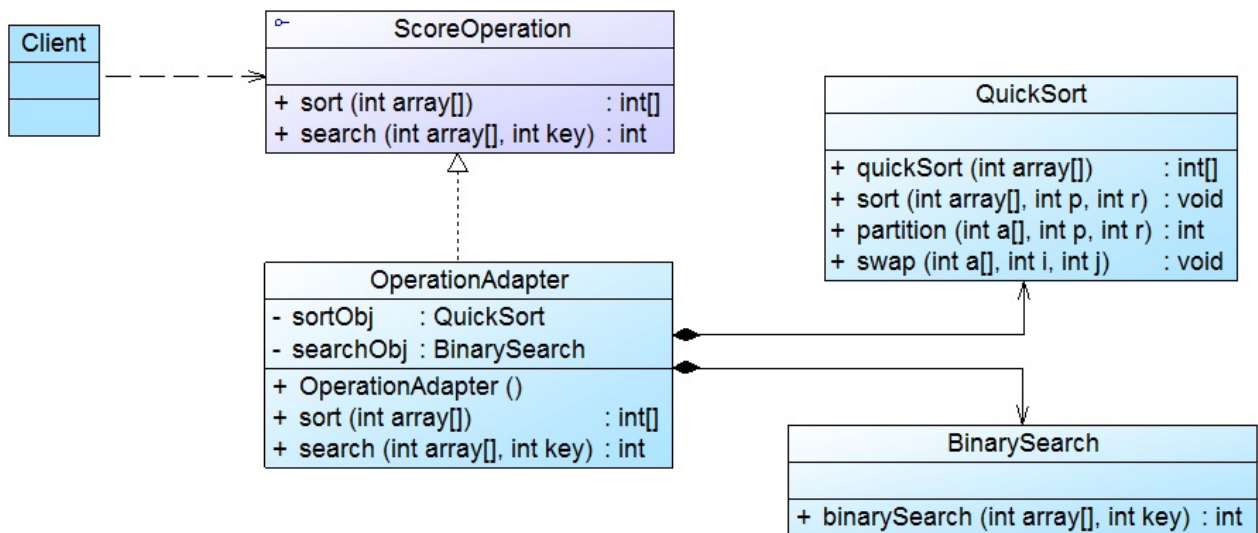 Client
ScoreOperation
+ sort (int array[]) : int[]
+ search (int array[], int key) : int
QuickSort
+ quickSort (int array[]) : int[]
+ sort (int array[], int p, int r) : void
+ partition (int a[], int p, int r) : int
+ swap (int a[], int i, int j) : void
OperationAdapter
- sortObj : QuickSort
- searchObj : BinarySearch
+ OperationAdapter ()
+ sort (int array[]) : int[]
+ search (int array[], int key) : int
BinarySearch
+ binarySearch (int array[], int key) : int